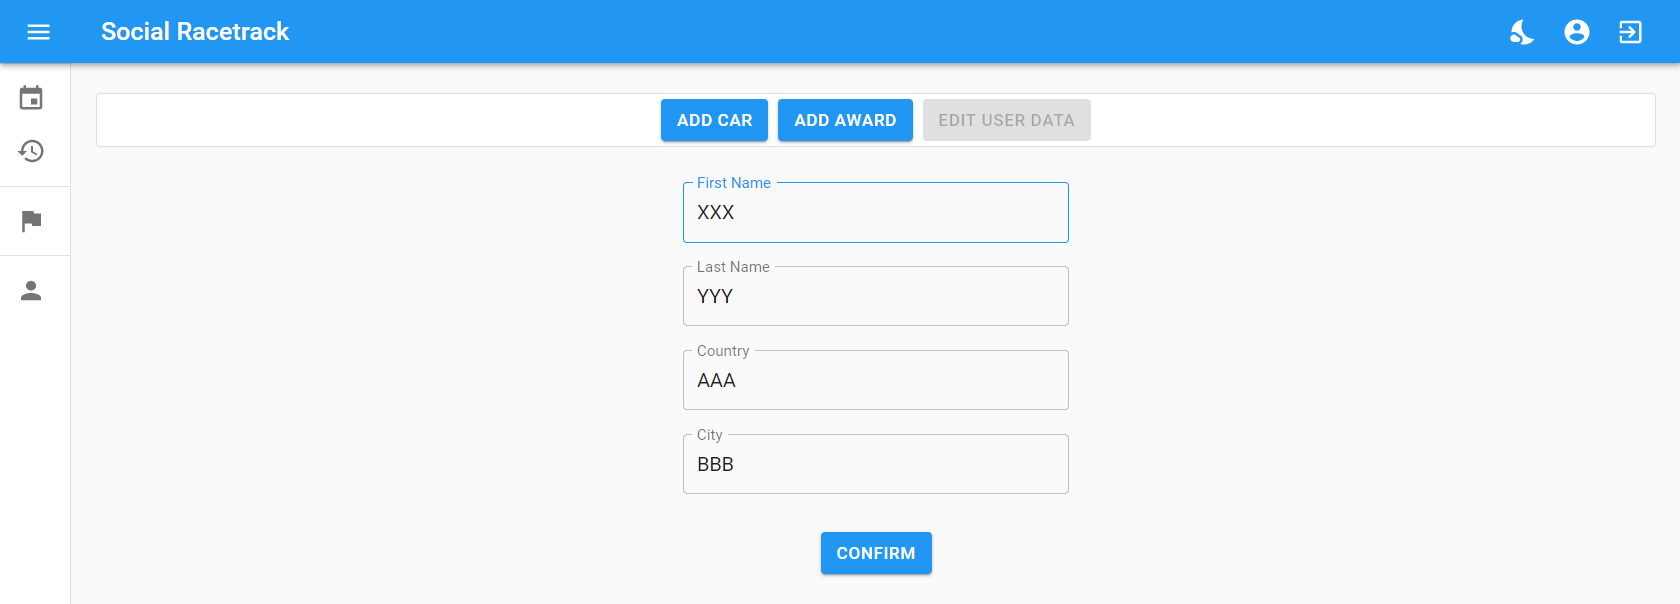 Social Racetrack
ADD CAR ADD AWARD EDIT USER DATA
First Name
XXX
Last Name
YYY
Country
AAA
City
BBB
CONFIRM